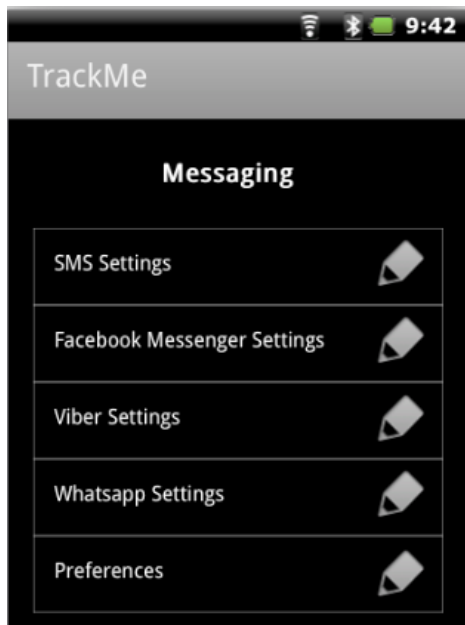 9:42
TrackMe
Messaging
SMS Settings
Facebook Messenger Settings
Viber Settings
Whatsapp Settings
Preferences